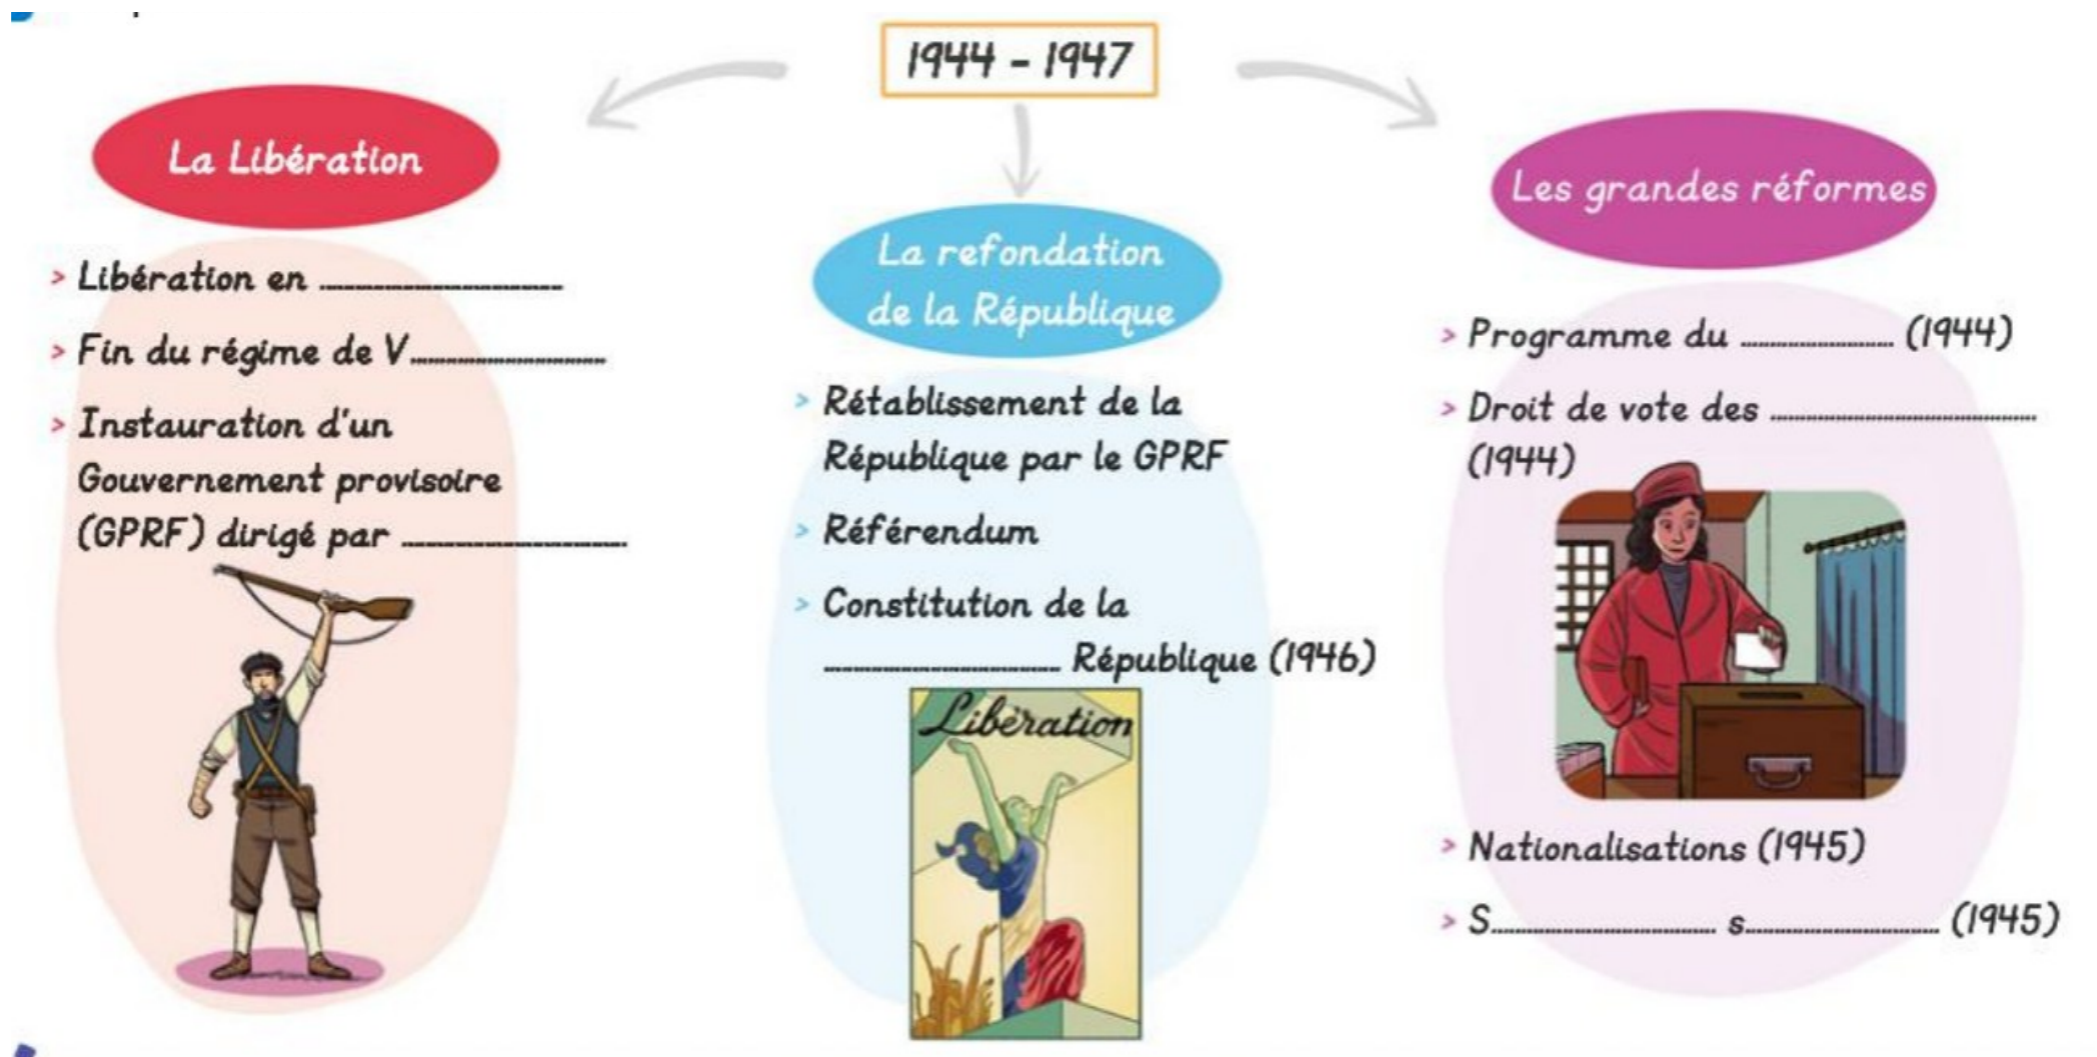 1944 - 1947
La Libération
> Libération en ..............................
> Fin du régime de V..............................
> Instauration d'un
Gouvernement provisoire
(GPRF) dirigé par ..............................
La refondation
de la République
> Rétablissement de la
République par le GPRF
> Référendum
> Constitution de la
.............................. République (1946)
Libération
Les grandes réformes
> Programme du .................... (1944)
> Droit de vote des ..............................
(1944)
> Nationalisations (1945)
> S.............................. s......................... (1945)